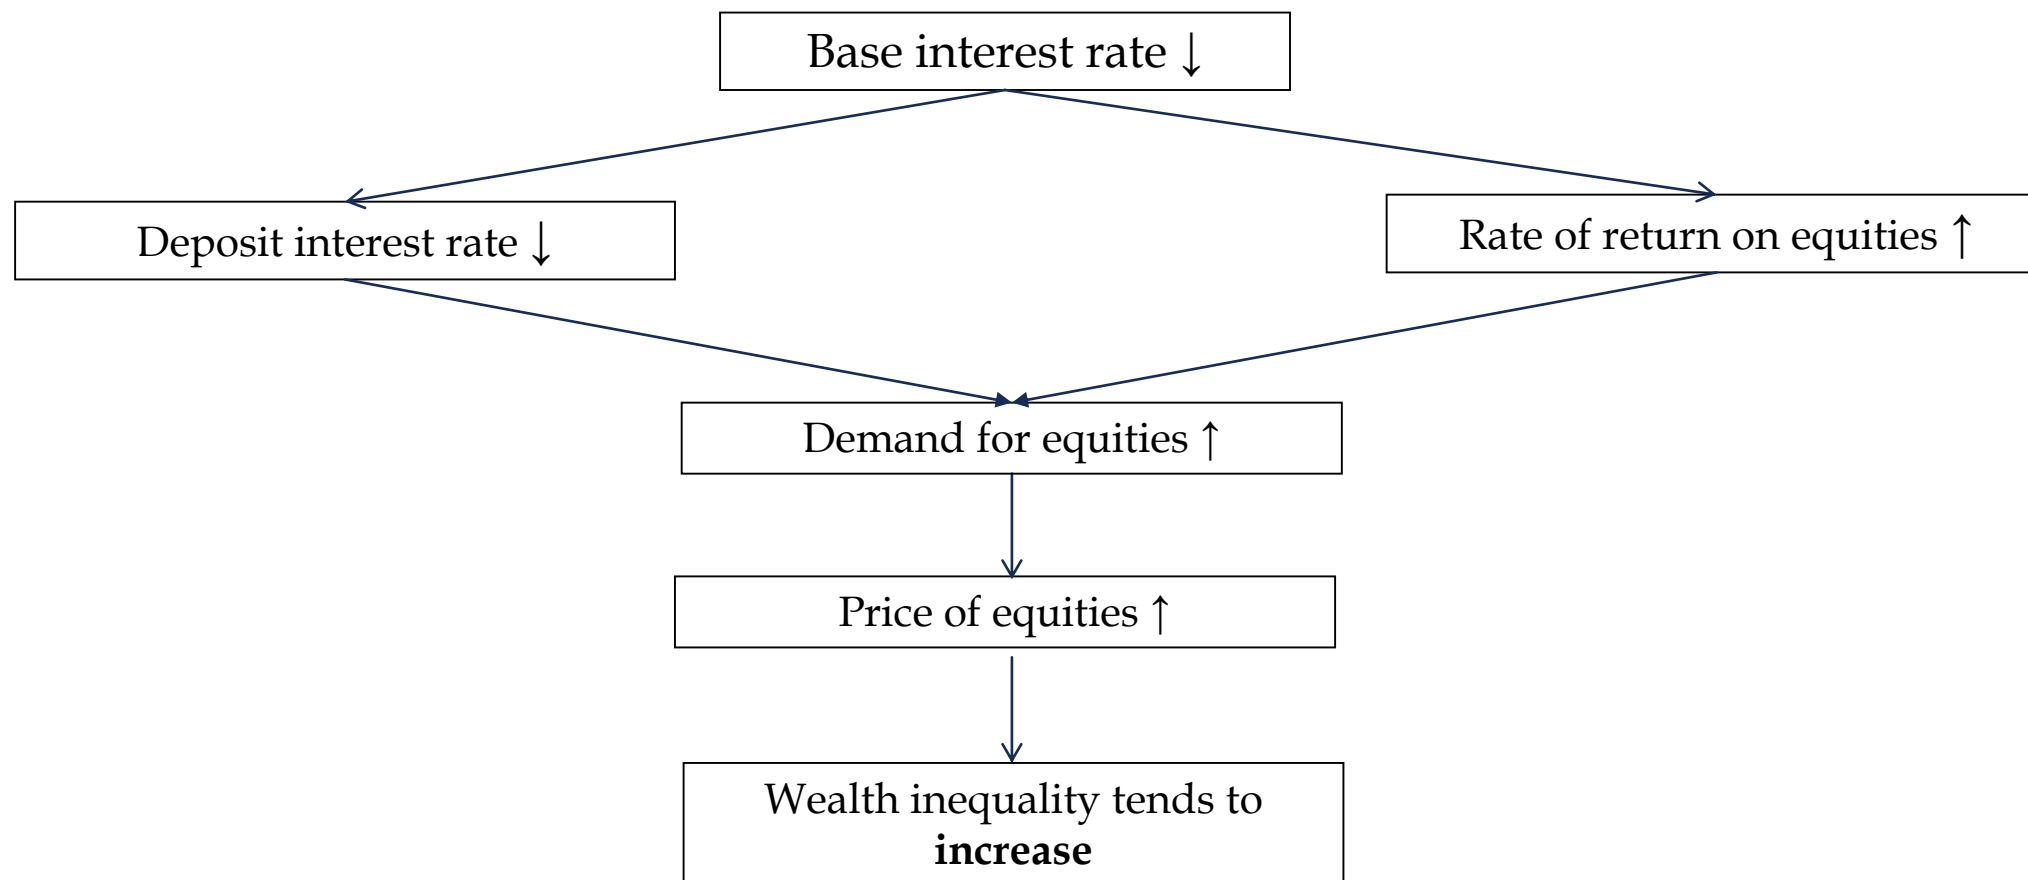 Base interest rate ↓
Deposit interest rate ↓
Rate of return on equities ↑
Demand for equities ↑
Price of equities ↑
Wealth inequality tends to
increase